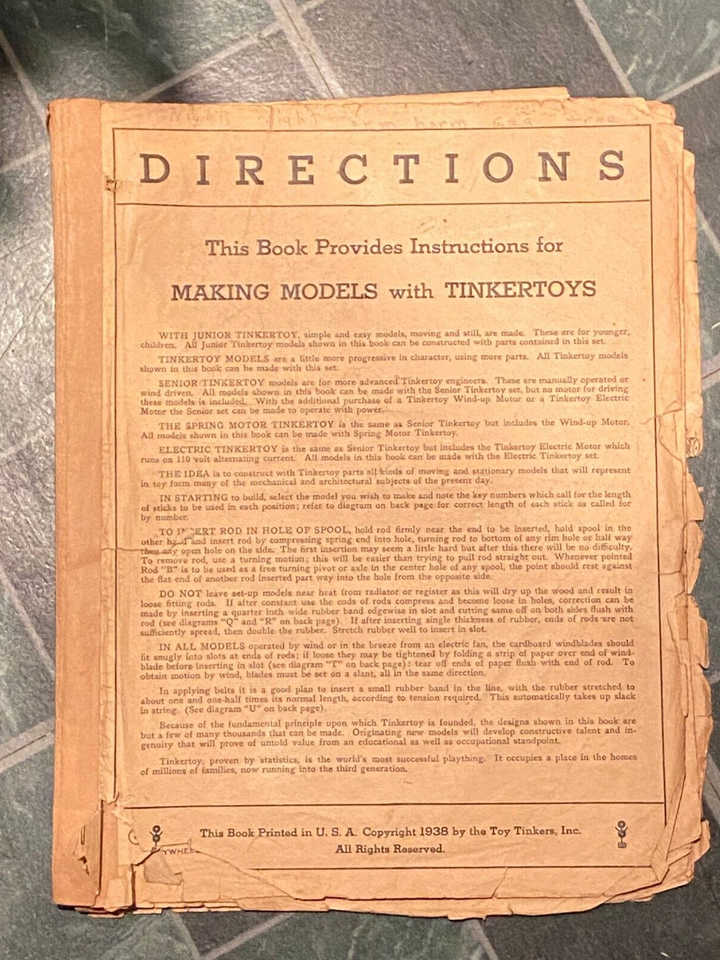 DIRECTIONS
This Book Provides Instructions for
MAKING MODELS with TINKERTOYS
WITH JUNIOR TINKERTOY, simple and easy models, moving and still, are made. These are for younger,
children. All Junior Tinkertoy models shown in this book can be constructed with parts contained in this set.
TINKERTOY MODELS are a little more progressive in character, using more parts. All Tinkertoy models
shown in this book can be made with this set.
SENIOR TINKERTOY models are for more advanced Tinkertoy engineers. These are manually operated or
wind driven. All models shown in this book can be made with the Senior Tinkertoy set, but no motor for driving
these models is included. With the additional purchase of a Tinkertoy Wind-up Motor or a Tinkertoy Electric
Motor the Senior set can be made to operate with power.
THE SPRING MOTOR TINKERTOY is the same as Senior Tinkertoy but includes the Wind-up Motor.
All models shown in this book can be made with Spring Motor Tinkertoy.
ELECTRIC TINKERTOY is the same as Senior Tinkertoy but includes the Tinkertoy Electric Motor which
runs on 110 volt alternating current. All models in this book can be made with the Electric Tinkertoy set.
THE IDEA is to construct with Tinkertoy parts all kinds of moving and stationary models that will represent
in toy form many of the mechanical and architectural subjects of the present day.
IN STARTING to build, select the model you wish to make and note the key numbers which call for the length
of sticks to be used in each position; refer to diagram on back page for correct length of each stick as called for
by number.
TO INSERT ROD IN HOLE OF SPOOL, hold rod firmly near the end to be inserted, hold spool in the
other hand and insert rod by compressing spring end into hole, turning rod to bottom of any rim hole or half way
thru any open hole on the side. The first insertion may seem a little hard but after this there will be no difficulty.
To remove rod, use a turning motion; this will be easier than trying to pull rod straight out. Whenever pointed
Rod "B" is to be used as a free turning pivot or axle in the center hole of any spool, the point should rest against
the flat end of another rod inserted part way into the hole from the opposite side.
DO NOT leave set-up models near heat from radiator or register as this will dry up the wood and result in
loose fitting rods. If after constant use the ends of rods compress and become loose in holes, correction can be
made by inserting a quarter inch wide rubber band edgewise in slot and cutting same off on both sides flush with
rod (see diagrams "Q" and "R" on back page). If after inserting single thickness of rubber, ends of rods are not
sufficiently spread, then double the rubber. Stretch rubber well to insert in slot.
IN ALL MODELS operated by wind or in the breeze from an electric fan, the cardboard windblades should
fit snugly into slots at ends of rods; if loose they may be tightened by folding a strip of paper over end of wind-
blade before inserting in slot (see diagram "T" on back page): tear off ends of paper flush with end of rod. To
obtain motion by wind, blades must be set on a slant, all in the same direction.
In applying belts it is a good plan to insert a small rubber band in the line, with the rubber stretched to
about one and one-half times its normal length, according to tension required. This automatically takes up slack
in string. (See diagram "U" on back page).
Because of the fundamental principle upon which Tinkertoy is founded, the designs shown in this book are
but a few of many thousands that can be made. Originating new models will develop constructive talent and in-
genuity that will prove of untold value from an educational as well as occupational standpoint.
Tinkertoy, proven by statistics, is the world's most successful plaything. It occupies a place in the homes
of millions of families, now running into the third generation.
This Book Printed in U. S. A. Copyright 1938 by the Toy Tinkers, Inc.
All Rights Reserved.